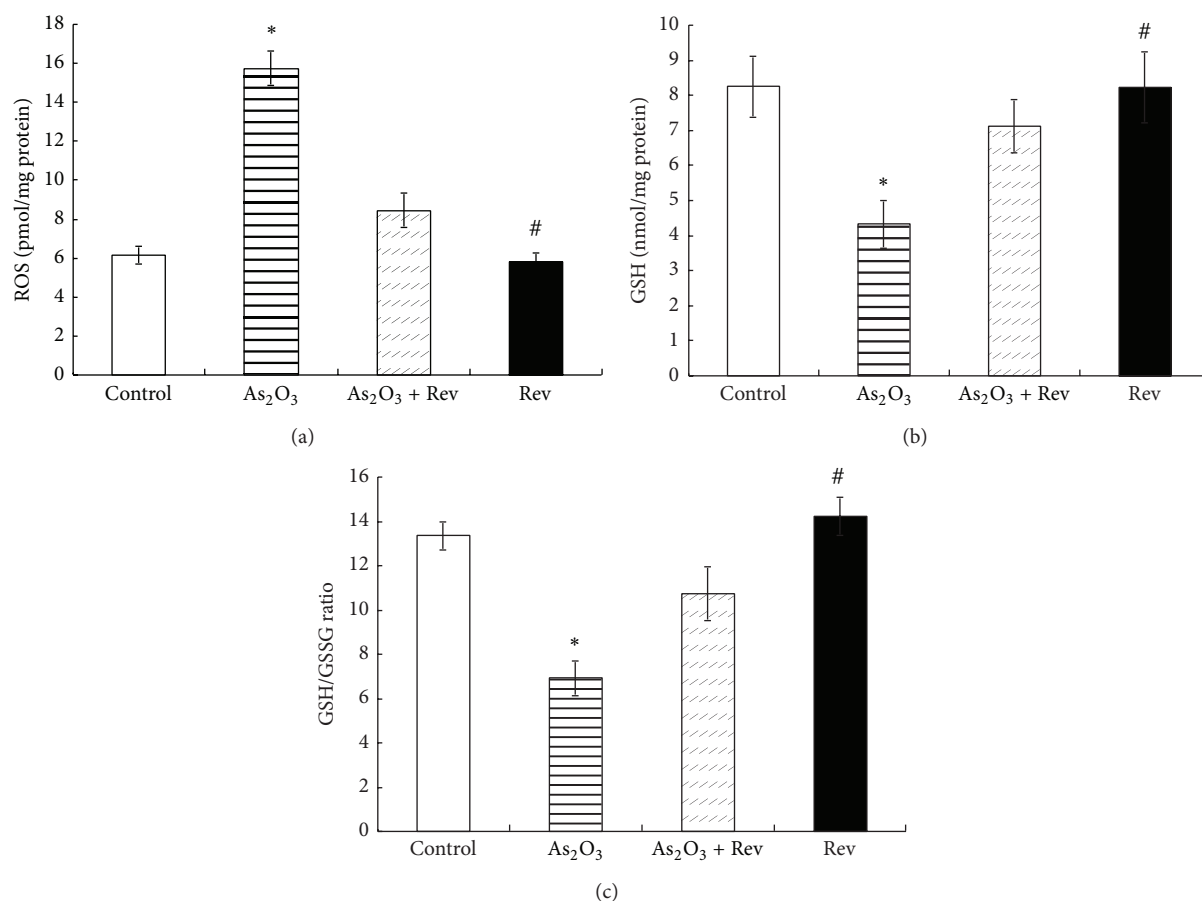 ROS (pmol/mg protein)
18
16
14
12
10
8
6
4
2
0
*
#
Control
As₂O₃
As₂O₃ + Rev
Rev
(a)
GSH (nmol/mg protein)
10
9
8
7
6
5
4
3
2
1
0
*
#
Control
As₂O₃
As₂O₃ + Rev
Rev
(b)
GSH/GSSG ratio
16
14
12
10
8
6
4
2
0
*
#
Control
As₂O₃
As₂O₃ + Rev
Rev
(c)